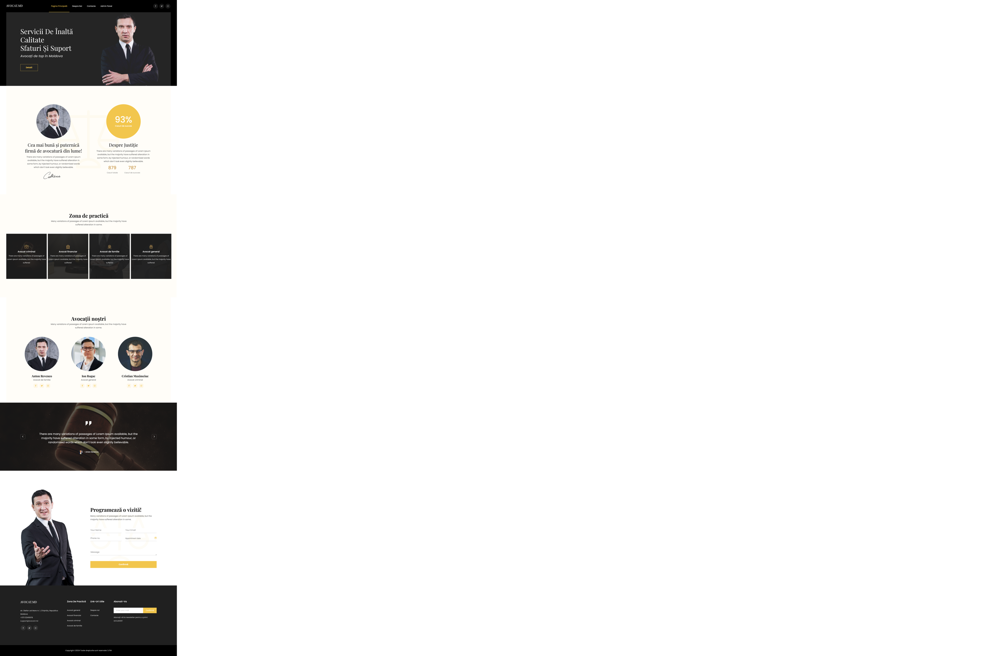 AVOCAT.MD
Pagina Principală
Despre Noi
Contacte
Admin Panel
Servicii De Înaltă
Calitate
Sfaturi Și Suport
Avocați de top în Moldova
Detalii
93%
Cazuri de succes
Cea mai bună și puternică
firmă de avocatură din lume!
There are many variations of passages of Lorem Ipsum
available, but the majority have suffered alteration in
some form, by injected humour, or randomised words
which don't look even slightly believable.
Catherine
Despre Justiție
There are many variations of passages of Lorem Ipsum
available, but the majority have suffered alteration in
some form, by injected humour, or randomised words
which don't look even slightly believable.
879
Cazuri totale
787
Cazuri de succces
Zona de practică
Many variations of passages of Lorem Ipsum available, but the majority have
suffered alteration in some.
Avocat criminal
There are many variations of passages of
Lorem Ipsum available, but the majority have
suffered
Avocat financiar
There are many variations of passages of
Lorem Ipsum available, but the majority have
suffered
Avocat de familie
There are many variations of passages of
Lorem Ipsum available, but the majority have
suffered
Avocat general
There are many variations of passages of
Lorem Ipsum available, but the majority have
suffered
Avocații noștri
Many variations of passages of Lorem Ipsum available, but the majority have
suffered alteration in some.
Anton Revenco
Avocat de familie
Ion Rogac
Avocat general
Cristian Maximciuc
Avocat criminal
There are many variations of passages of Lorem Ipsum available, but the
majority have suffered alteration in some form, by injected humour, or
randomised words which don't look even slightly believable.
- Anton Revenco
Programează o vizită!
Many variations of passages of Lorem Ipsum available, but the
majority have suffered alteration in some.
Your Name
Your Email
Phone no.
Appointment date
Message
Confirmă
AVOCAT.MD
str. Stefan cel Mare nr. 1, Chișinău, Republica
Moldova
+373 12345678
support@avocat.md
Zona De Practică
Avocat general
Avocat financiar
Avocat criminal
Avocat de familie
Link-Uri Utile
Despre noi
Contacte
Abonati-Va
Enter your mail
Abonați-vă la newsletter pentru a primi
actualizări
Copyright ©2024 Toate drepturile sunt rezervate | UTM